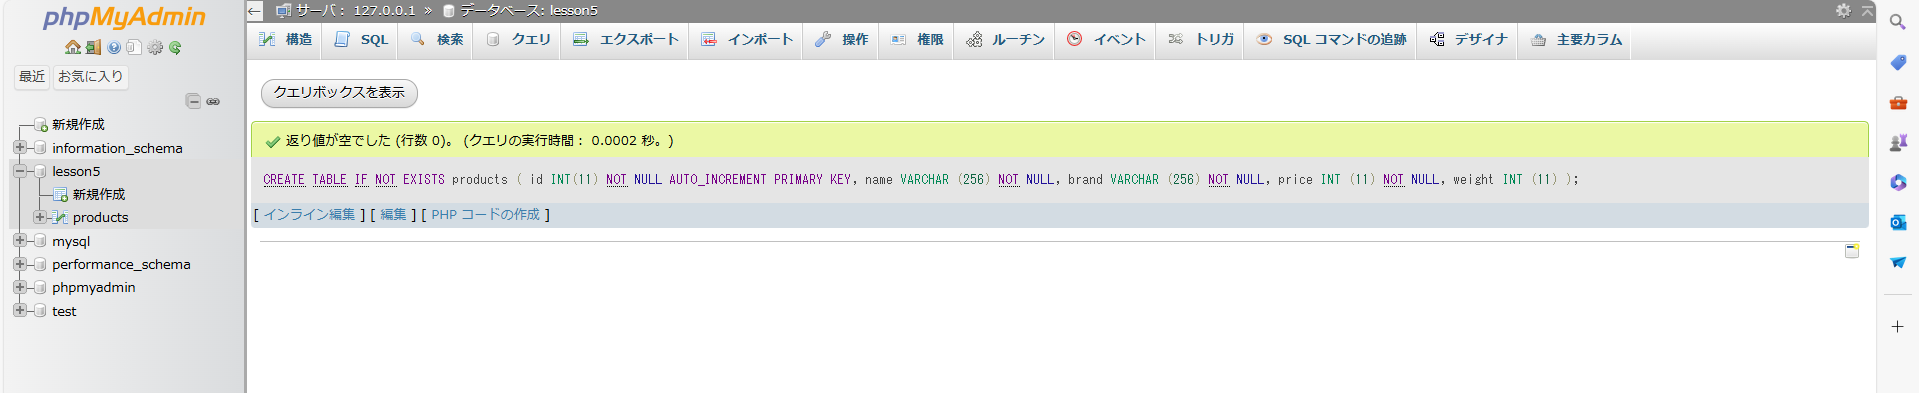 phpMyAdmin
最近 お気に入り
新規作成
information_schema
lesson5
新規作成
products
mysql
performance_schema
phpmyadmin
test
サーバ： 127.0.0.1 » データベース: lesson5
構造 SQL 検索 クエリ エクスポート インポート 操作 権限 ルーチン イベント トリガ SQL コマンドの追跡 デザイナ 主要カラム
クエリボックスを表示
返り値が空でした (行数 0)。 (クエリの実行時間： 0.0002 秒。)
CREATE TABLE IF NOT EXISTS products ( id INT(11) NOT NULL AUTO_INCREMENT PRIMARY KEY, name VARCHAR (256) NOT NULL, brand VARCHAR (256) NOT NULL, price INT (11) NOT NULL, weight INT (11) );
[ インライン編集 ] [ 編集 ] [ PHP コードの作成 ]